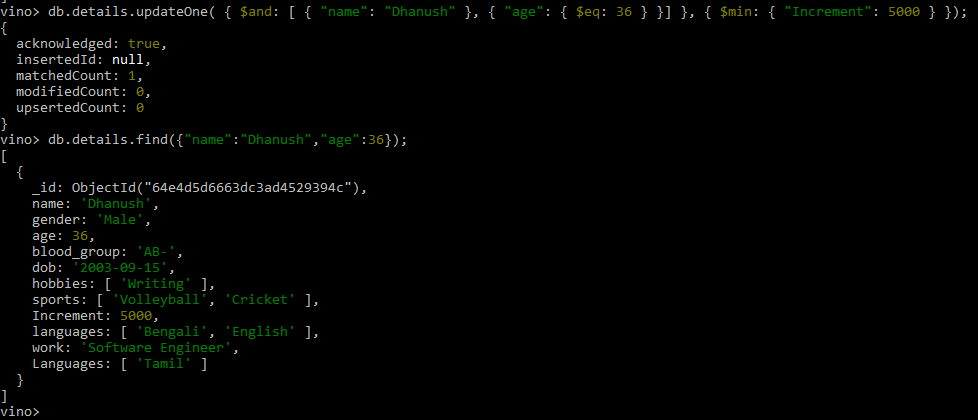 vino> db.details.updateOne( { $and: [ { "name": "Dhanush" }, { "age": { $eq: 36 } }] }, { $min: { "Increment": 5000 } });
{
  acknowledged: true,
  insertedId: null,
  matchedCount: 1,
  modifiedCount: 0,
  upsertedCount: 0
}
vino> db.details.find({"name":"Dhanush","age":36});
[
  {
    _id: ObjectId("64e4d5d6663dc3ad4529394c"),
    name: 'Dhanush',
    gender: 'Male',
    age: 36,
    blood_group: 'AB-',
    dob: '2003-09-15',
    hobbies: [ 'Writing' ],
    sports: [ 'Volleyball', 'Cricket' ],
    Increment: 5000,
    languages: [ 'Bengali', 'English' ],
    work: 'Software Engineer',
    Languages: [ 'Tamil' ]
  }
]
vino>